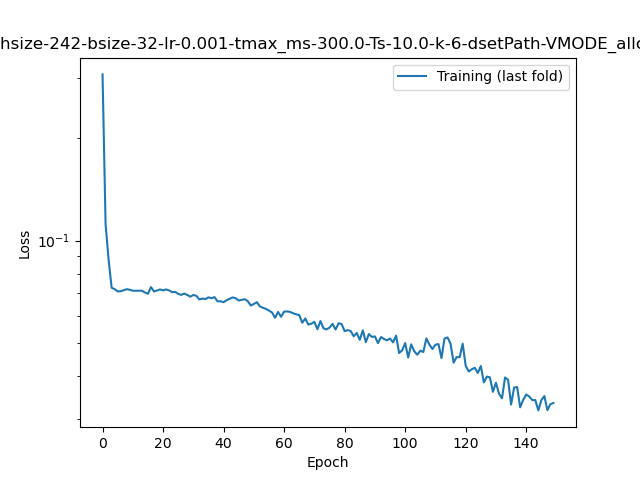 hsize-242-bsize-32-lr-0.001-tmax_ms-300.0-Ts-10.0-k-6-dsetPath-VMODE_allc
Training (last fold)
10⁻¹
Loss
0 20 40 60 80 100 120 140
Epoch